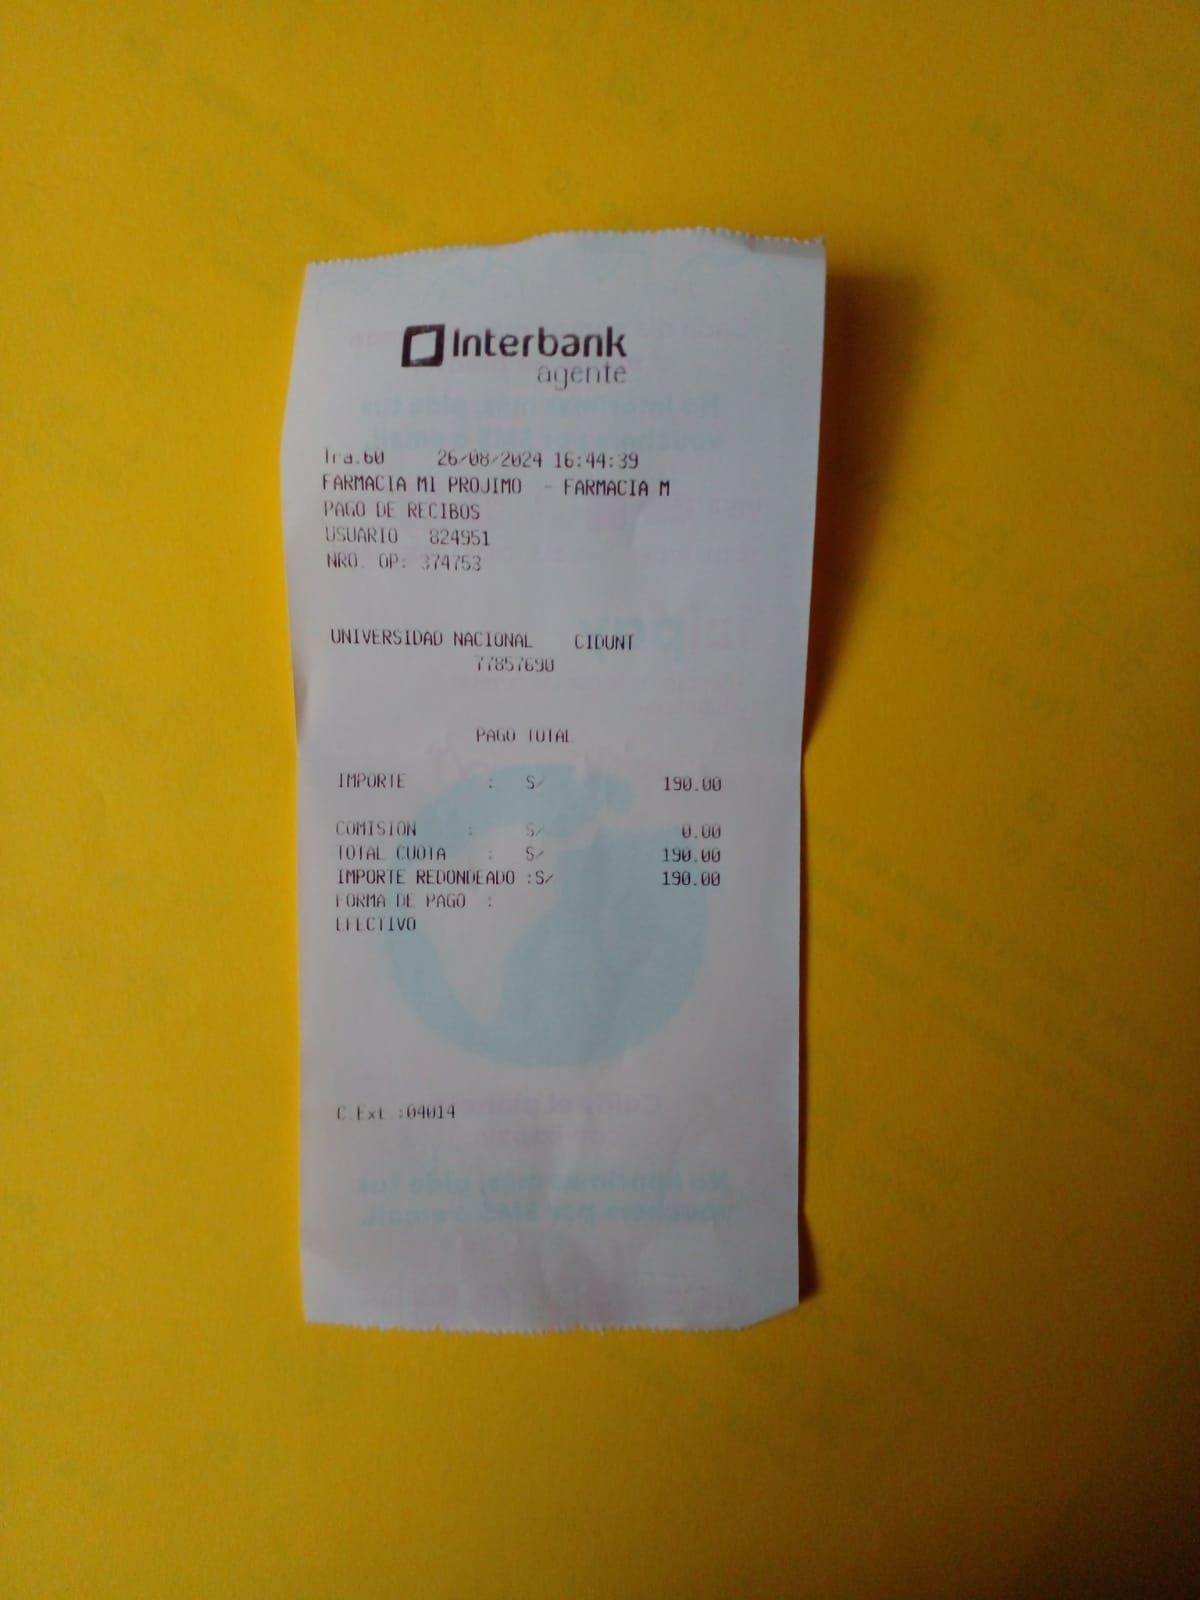 Interbank
agente
Tra.60 26/08/2024 16:44:39
FARMACIA MI PROJIMO - FARMACIA M
PAGO DE RECIBOS
USUARIO 824951
NRO. OP: 374753
UNIVERSIDAD NACIONAL CIDUNT
77857690
PAGO TOTAL
IMPORTE : S/ 190.00
COMISION : S/ 0.00
TOTAL CUOTA : S/ 190.00
IMPORTE REDONDEADO :S/ 190.00
FORMA DE PAGO :
EFECTIVO
C.Ext.:04014